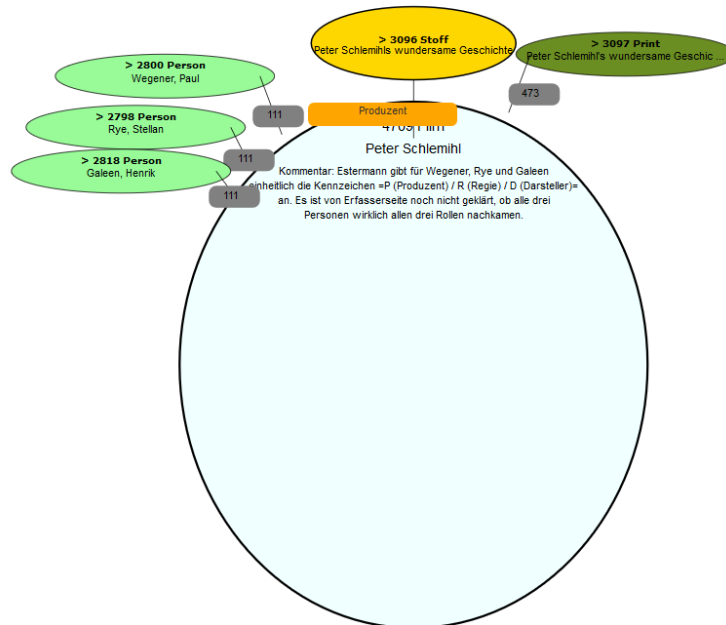 > 3096 Stoff
Peter Schlemihls wundersame Geschichte
> 3097 Print
Peter Schlemihl's wundersame Geschic ...
> 2800 Person
Wegener, Paul
473
111
Produzent
> 2798 Person
Rye, Stellan
4769 Film
Peter Schlemihl
111
> 2818 Person
Galeen, Henrik
111
Kommentar: Estermann gibt für Wegener, Rye und Galeen
einheitlich die Kennzeichen =P (Produzent) / R (Regie) / D (Darsteller)=
an. Es ist von Erfasserseite noch nicht geklärt, ob alle drei
Personen wirklich allen drei Rollen nachkamen.